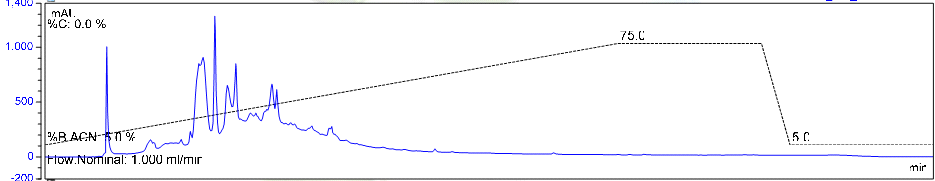 1,400
mAU
%C: 0.0 %
75.0
1,000
500
%B ACN: 5.0 %
5.0
0
Flow Nominal: 1.000 ml/min
min
-200